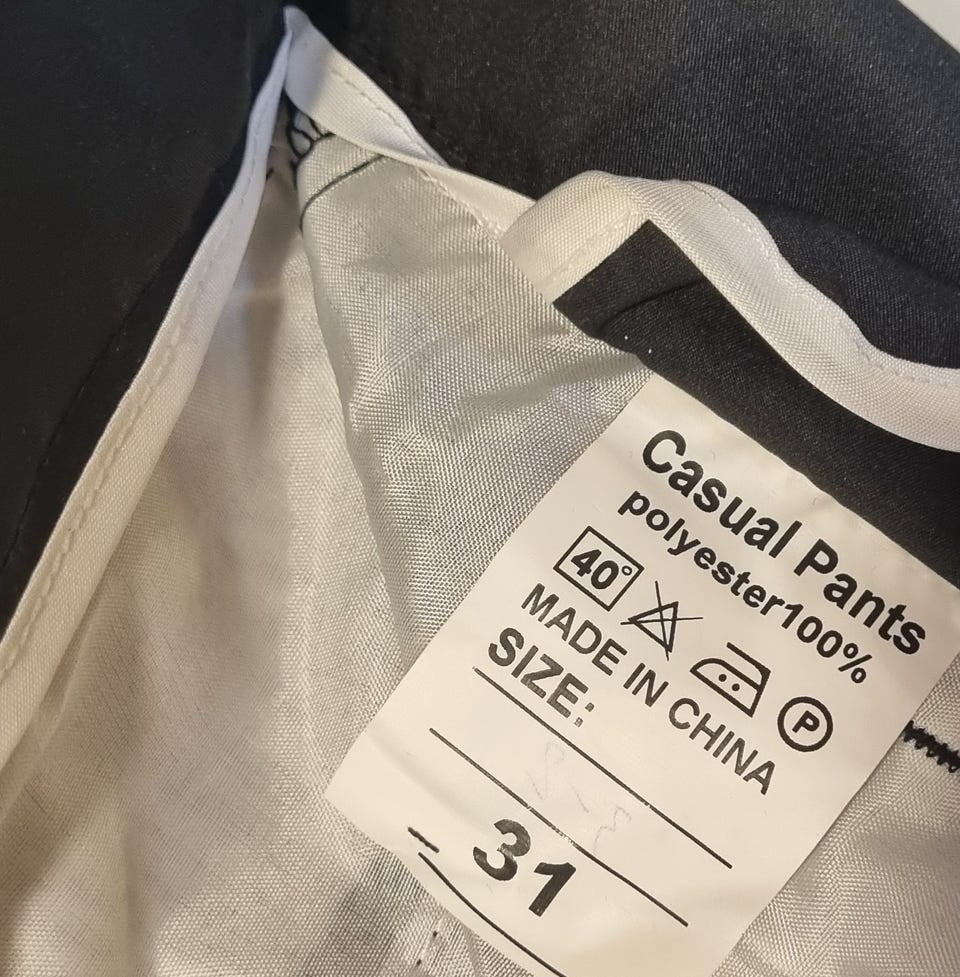 Casual Pants
polyester100%
40° P
MADE IN CHINA
SIZE:
31